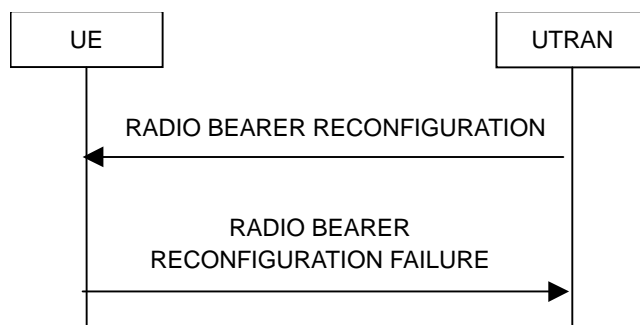 UE
UTRAN
RADIO BEARER RECONFIGURATION
RADIO BEARER
RECONFIGURATION FAILURE